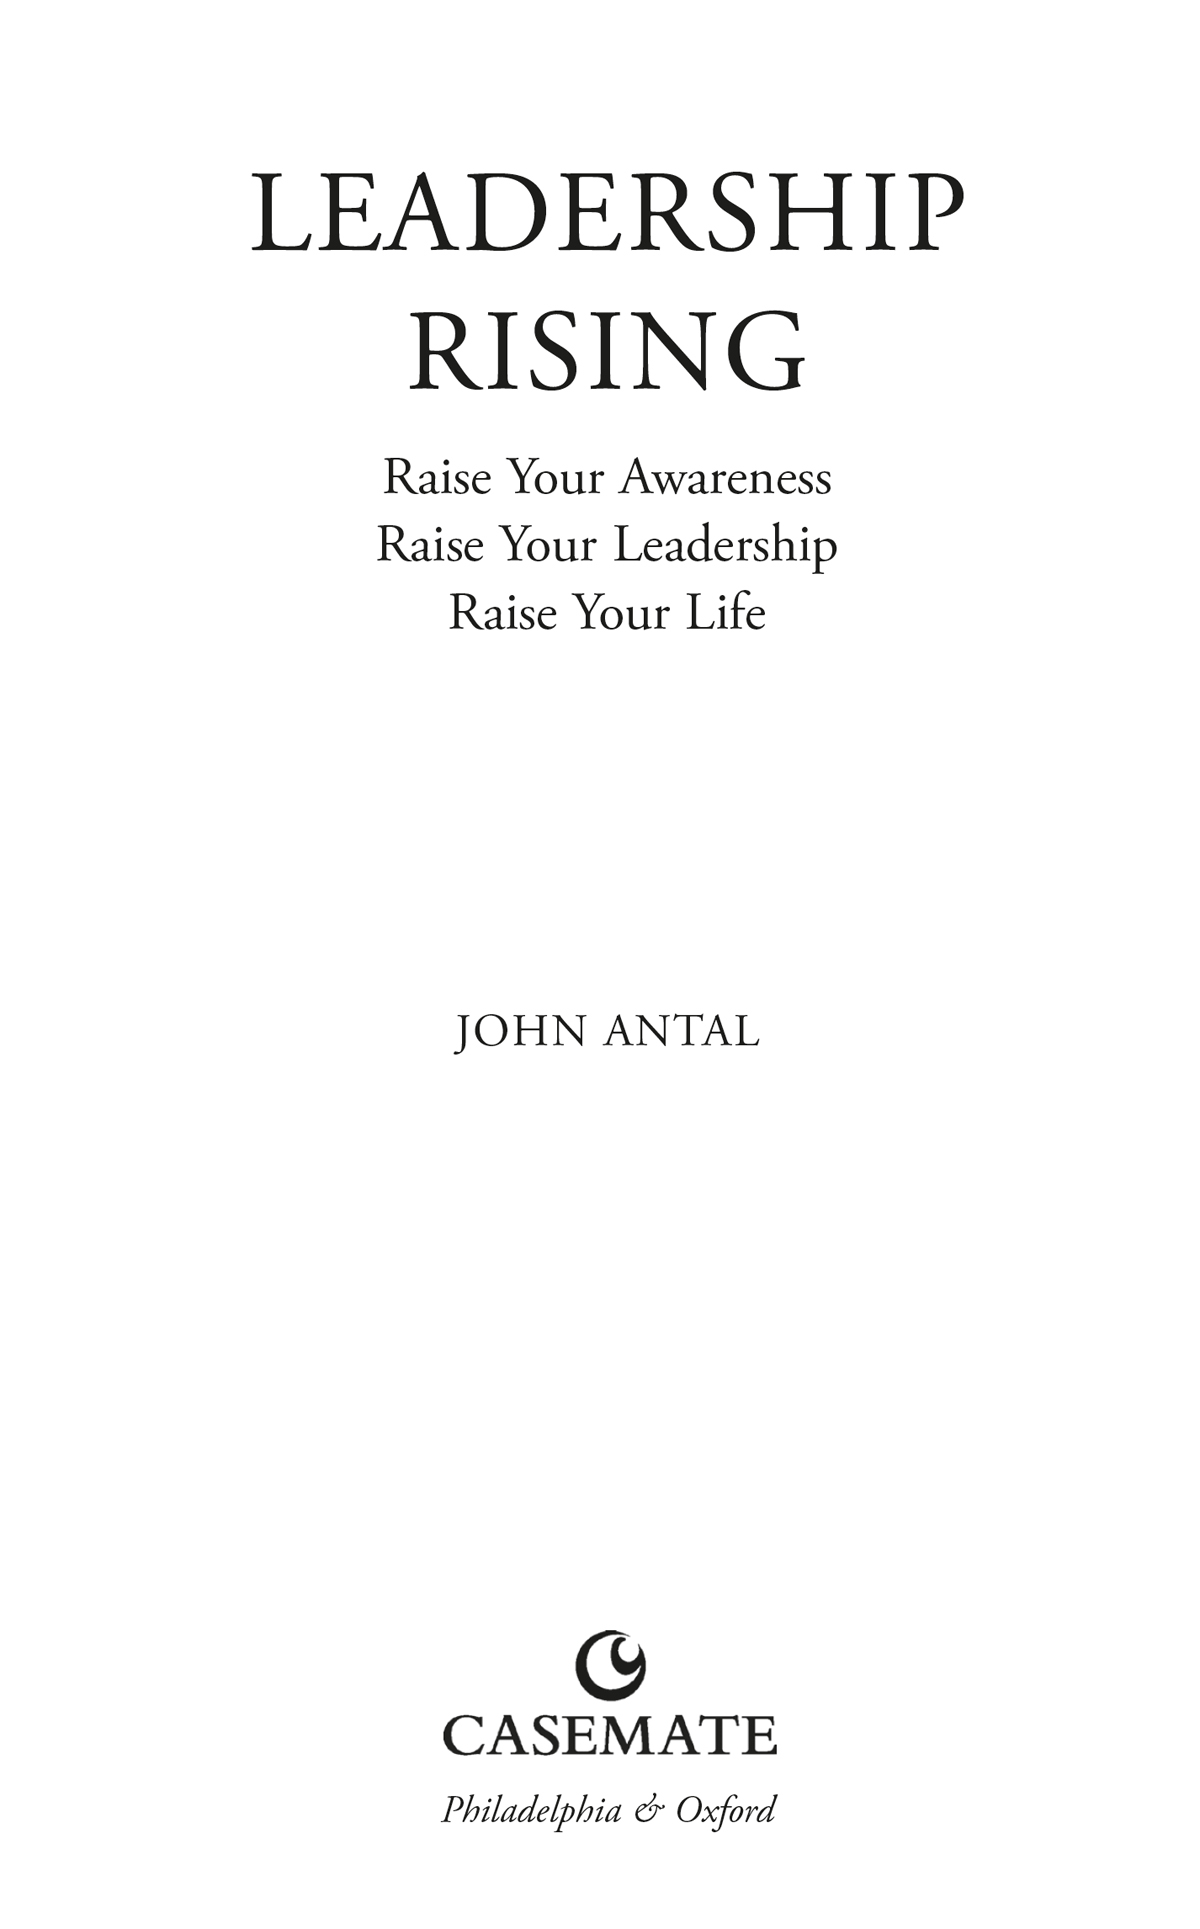 LEADERSHIP
RISING
Raise Your Awareness
Raise Your Leadership
Raise Your Life
JOHN ANTAL
CASEMATE
Philadelphia & Oxford